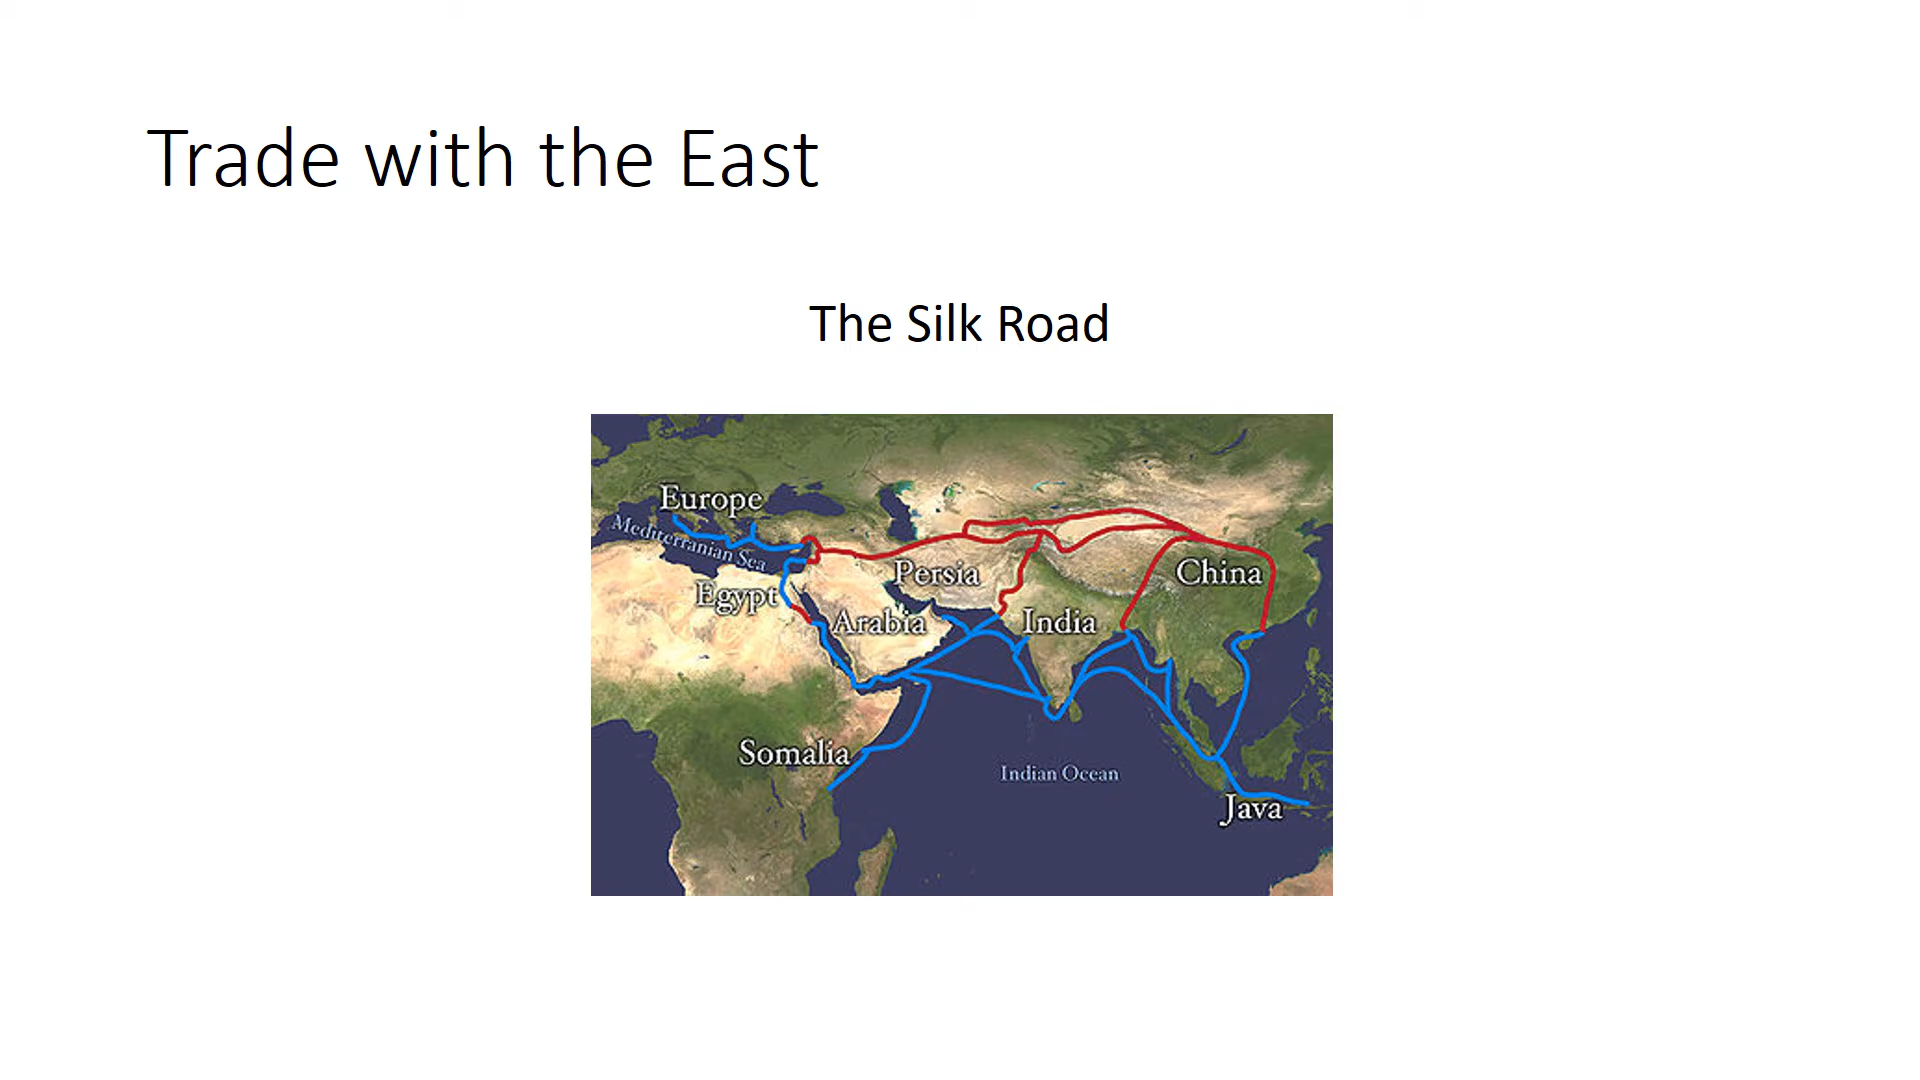 Trade with the East
The Silk Road
Europe
Mediterranean Sea
Egypt
Persia
Arabia
India
China
Somalia
Indian Ocean
Java